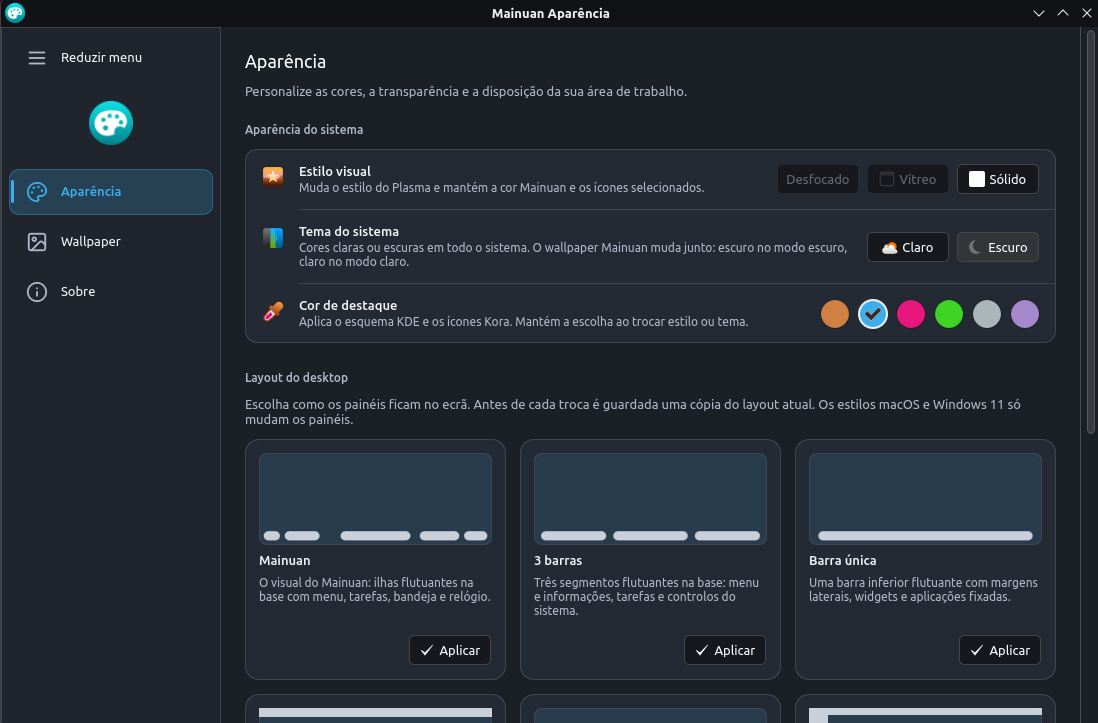 Mainuan Aparência
Reduzir menu
Aparência
Wallpaper
Sobre
Aparência
Personalize as cores, a transparência e a disposição da sua área de trabalho.
Aparência do sistema
Estilo visual
Muda o estilo do Plasma e mantém a cor Mainuan e os ícones selecionados.
Desfocado
Vítreo
Sólido
Tema do sistema
Cores claras ou escuras em todo o sistema. O wallpaper Mainuan muda junto: escuro no modo escuro,
claro no modo claro.
Claro
Escuro
Cor de destaque
Aplica o esquema KDE e os ícones Kora. Mantém a escolha ao trocar estilo ou tema.
Layout do desktop
Escolha como os painéis ficam no ecrã. Antes de cada troca é guardada uma cópia do layout atual. Os estilos macOS e Windows 11 só
mudam os painéis.
Mainuan
O visual do Mainuan: ilhas flutuantes na
base com menu, tarefas, bandeja e relógio.
Aplicar
3 barras
Três segmentos flutuantes na base: menu
e informações, tarefas e controlos do
sistema.
Aplicar
Barra única
Uma barra inferior flutuante com margens
laterais, widgets e aplicações fixadas.
Aplicar